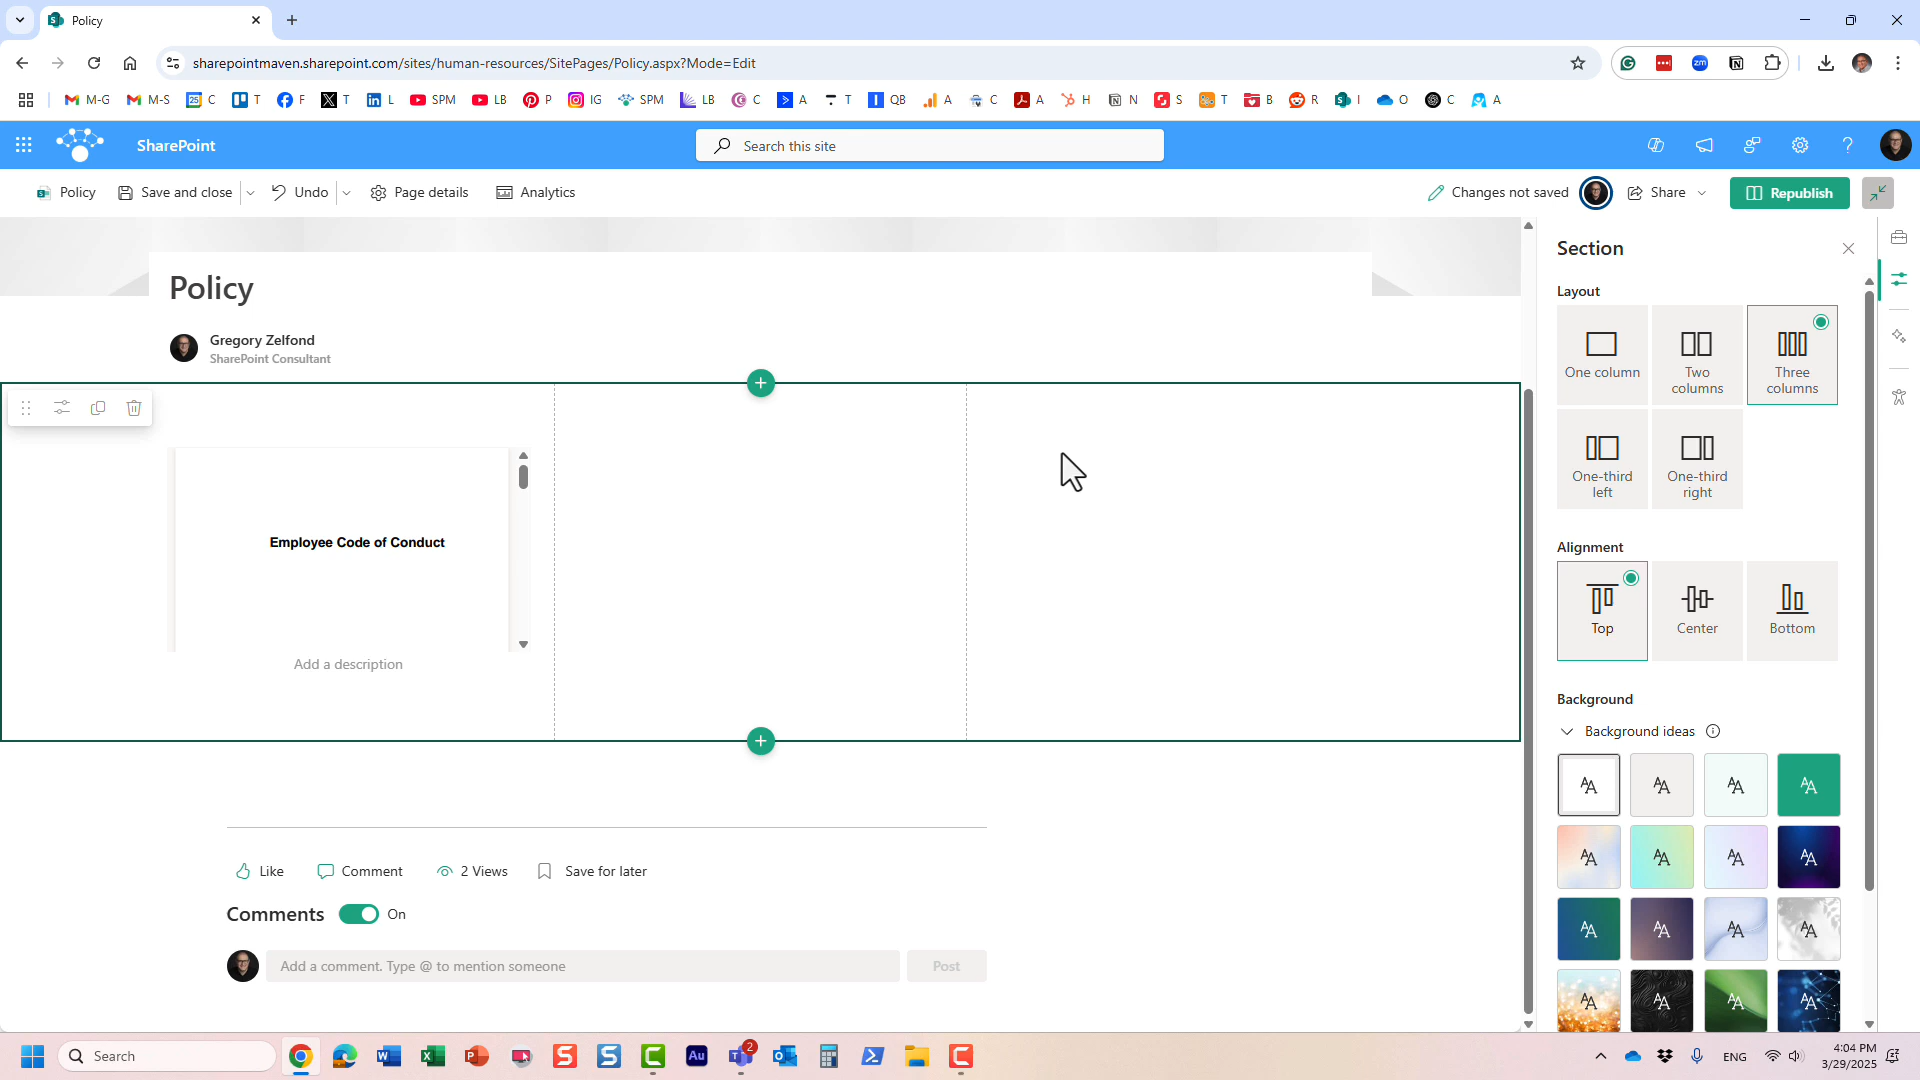 Policy
sharepointmaven.sharepoint.com/sites/human-resources/SitePages/Policy.aspx?Mode=Edit
M-G M-S C T F T L SPM LB P IG SPM LB C A T QB A C A H N S T B R I O C A
SharePoint
Search this site
Policy Save and close Undo Page details Analytics
Changes not saved Share Republish
Policy
Gregory Zelfond
SharePoint Consultant
Employee Code of Conduct
Add a description
Like Comment 2 Views Save for later
Comments On
Add a comment. Type @ to mention someone Post
Section
Layout
One column
Two columns
Three columns
One-third left
One-third right
Alignment
Top Center Bottom
Background
Background ideas
Search
2
ENG
4:04 PM
3/29/2025